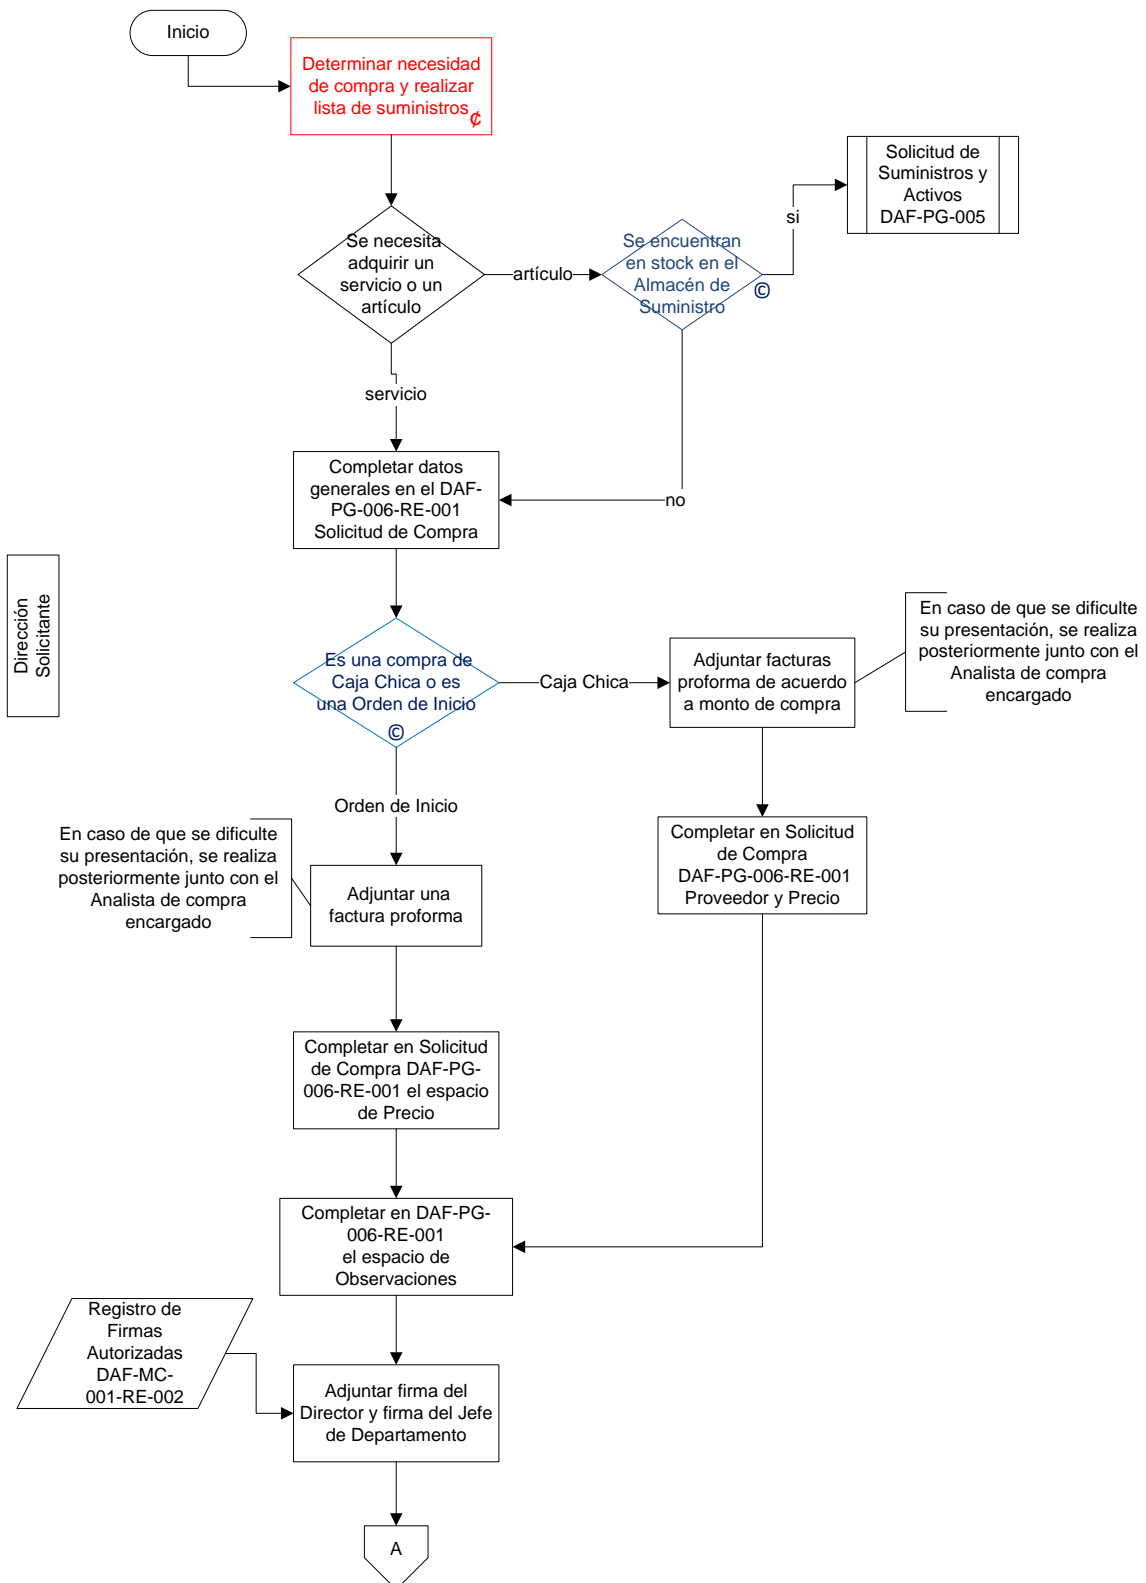 Inicio
Determinar necesidad
de compra y realizar
lista de suministros
₵
Solicitud de
Suministros y
Activos
DAF-PG-005
si
Se necesita
adquirir un
servicio o un
artículo
artículo
Se encuentran
en stock en el
Almacén de
Suministro
©
servicio
Completar datos
generales en el DAF-
PG-006-RE-001
Solicitud de Compra
no
Dirección
Solicitante
Es una compra de
Caja Chica o es
una Orden de Inicio
©
Caja Chica
Adjuntar facturas
proforma de acuerdo
a monto de compra
En caso de que se dificulte
su presentación, se realiza
posteriormente junto con el
Analista de compra
encargado
Orden de Inicio
En caso de que se dificulte
su presentación, se realiza
posteriormente junto con el
Analista de compra
encargado
Adjuntar una
factura proforma
Completar en Solicitud
de Compra
DAF-PG-006-RE-001
Proveedor y Precio
Completar en Solicitud
de Compra DAF-PG-
006-RE-001 el espacio
de Precio
Completar en DAF-PG-
006-RE-001
el espacio de
Observaciones
Registro de
Firmas
Autorizadas
DAF-MC-
001-RE-002
Adjuntar firma del
Director y firma del Jefe
de Departamento
A